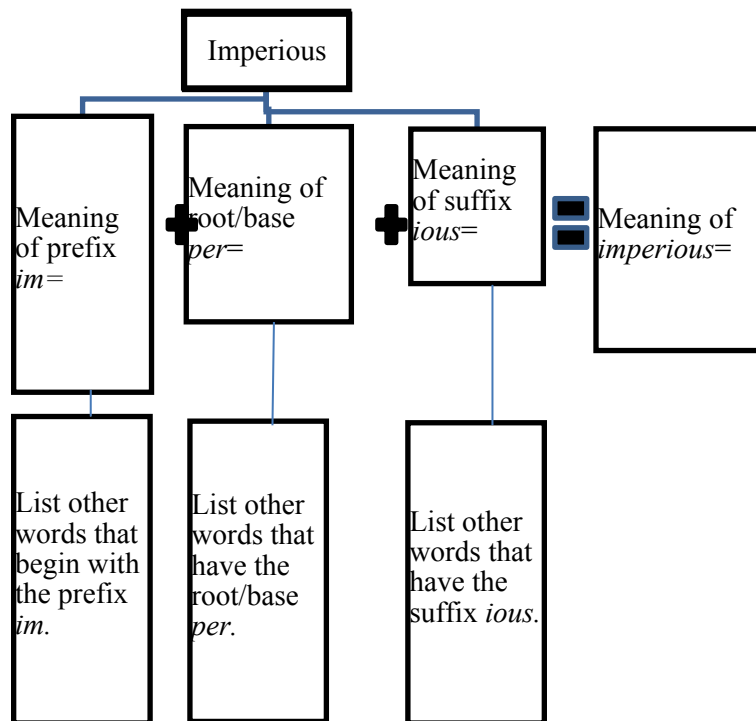 Imperious
Meaning
of prefix
im=
Meaning of
root/base
per=
Meaning
of suffix
ious=
Meaning of
imperious=
List other
words that
begin with
the prefix
im.
List other
words that
have the
root/base
per.
List other
words that
have the
suffix ious.